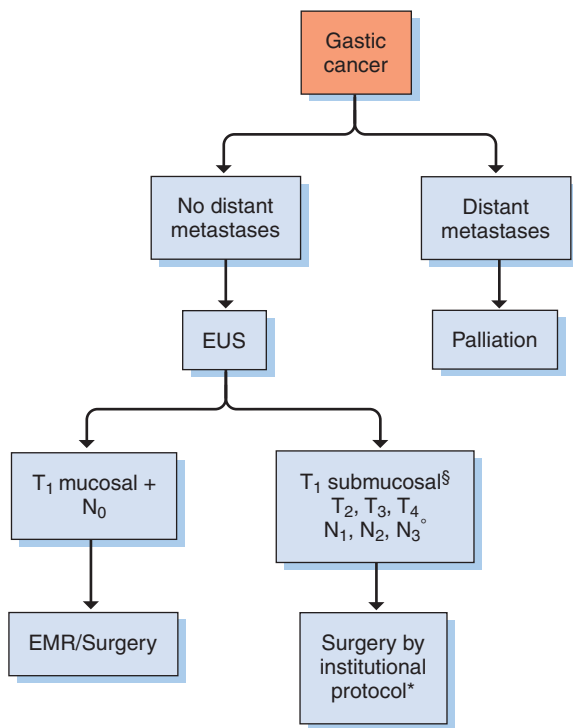 Gastic
cancer
No distant
metastases
Distant
metastases
EUS
Palliation
T₁ mucosal +
N₀
T₁ submucosal§
T₂, T₃, T₄
N₁, N₂, N₃°
EMR/Surgery
Surgery by
institutional
protocol*